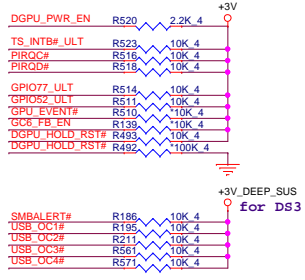 +3V
DGPU_PWR_EN R520 2.2K_4
TS_INTB#_ULT R523 10K_4
PIRQC# R516 10K_4
PIRQD# R518 10K_4
GPIO77_ULT R514 10K_4
GPIO52_ULT R511 10K_4
GPU_EVENT# R510 *10K_4
GC6_FB_EN R139 *10K_4
DGPU_HOLD_RST# R493 10K_4
DGPU_HOLD_RST# R492 *100K_4
+3V_DEEP_SUS
for DS3
SMBALERT# R186 10K_4
USB_OC1# R195 10K_4
USB_OC2# R211 10K_4
USB_OC3# R561 10K_4
USB_OC4# R571 10K_4